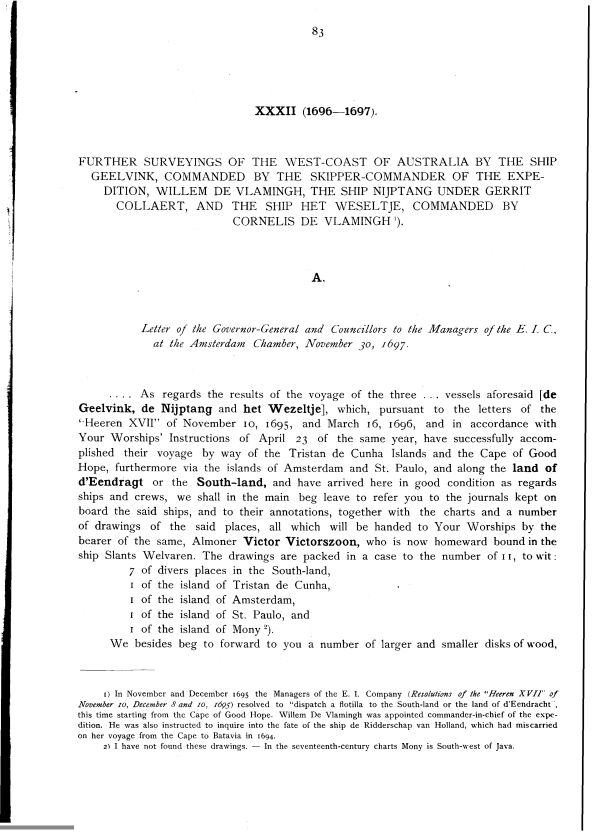 83
XXXII (1696—1697).
FURTHER SURVEYINGS OF THE WEST-COAST OF AUSTRALIA BY THE SHIP
GEELVINK, COMMANDED BY THE SKIPPER-COMMANDER OF THE EXPE-
DITION, WILLEM DE VLAMINGH, THE SHIP NIJPTANG UNDER GERRIT
COLLAERT, AND THE SHIP HET WESELTJE, COMMANDED BY
CORNELIS DE VLAMINGH ¹).
A.
Letter of the Governor-General and Councillors to the Managers of the E. I. C.,
at the Amsterdam Chamber, November 30, 1697.
.... As regards the results of the voyage of the three ... vessels aforesaid [de
Geelvink, de Nijptang and het Wezeltje], which, pursuant to the letters of the
"Heeren XVII" of November 10, 1695, and March 16, 1696, and in accordance with
Your Worships' Instructions of April 23 of the same year, have successfully accom-
plished their voyage by way of the Tristan de Cunha Islands and the Cape of Good
Hope, furthermore via the islands of Amsterdam and St. Paulo, and along the land of
d'Eendragt or the South-land, and have arrived here in good condition as regards
ships and crews, we shall in the main beg leave to refer you to the journals kept on
board the said ships, and to their annotations, together with the charts and a number
of drawings of the said places, all which will be handed to Your Worships by the
bearer of the same, Almoner Victor Victorszoon, who is now homeward bound in the
ship Slants Welvaren. The drawings are packed in a case to the number of 11, to wit:
7 of divers places in the South-land,
1 of the island of Tristan de Cunha,
1 of the island of Amsterdam,
1 of the island of St. Paulo, and
1 of the island of Mony ²).
We besides beg to forward to you a number of larger and smaller disks of wood,
1) In November and December 1695 the Managers of the E. I. Company (Resolutions of the "Heeren XVII" of
November 10, December 8 and 10, 1695) resolved to "dispatch a flotilla to the South-land or the land of d'Eendracht",
this time starting from the Cape of Good Hope. Willem De Vlamingh was appointed commander-in-chief of the expe-
dition. He was also instructed to inquire into the fate of the ship de Ridderschap van Holland, which had miscarried
on her voyage from the Cape to Batavia in 1694.
2) I have not found these drawings. — In the seventeenth-century charts Mony is South-west of Java.